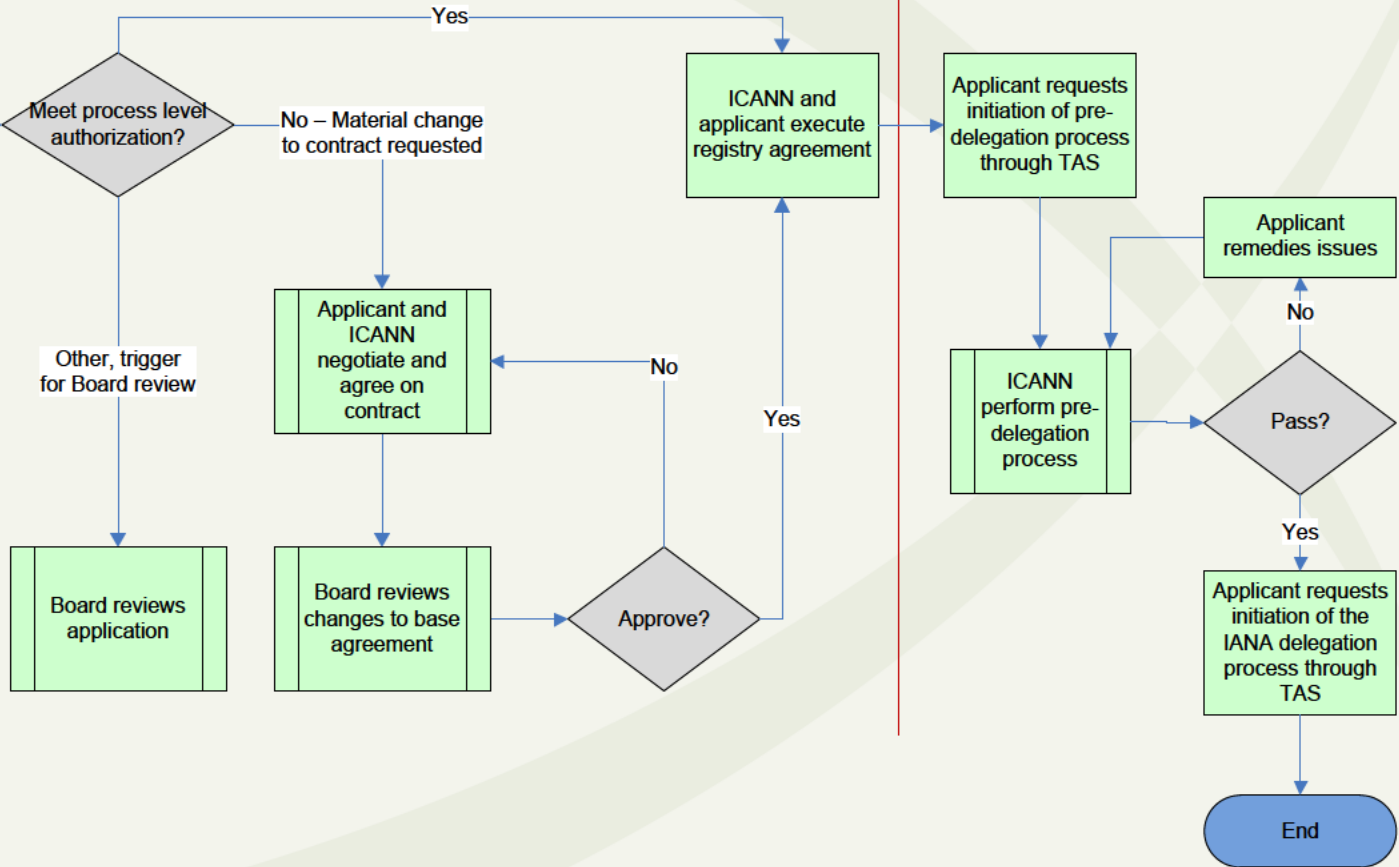 Yes
Meet process level
authorization?
No – Material change
to contract requested
Other, trigger
for Board review
Board reviews
application
Applicant and
ICANN
negotiate and
agree on
contract
Board reviews
changes to base
agreement
No
Approve?
Yes
ICANN and
applicant execute
registry agreement
Applicant requests
initiation of pre-
delegation process
through TAS
Applicant
remedies issues
No
ICANN
perform pre-
delegation
process
Pass?
Yes
Applicant requests
initiation of the
IANA delegation
process through
TAS
End